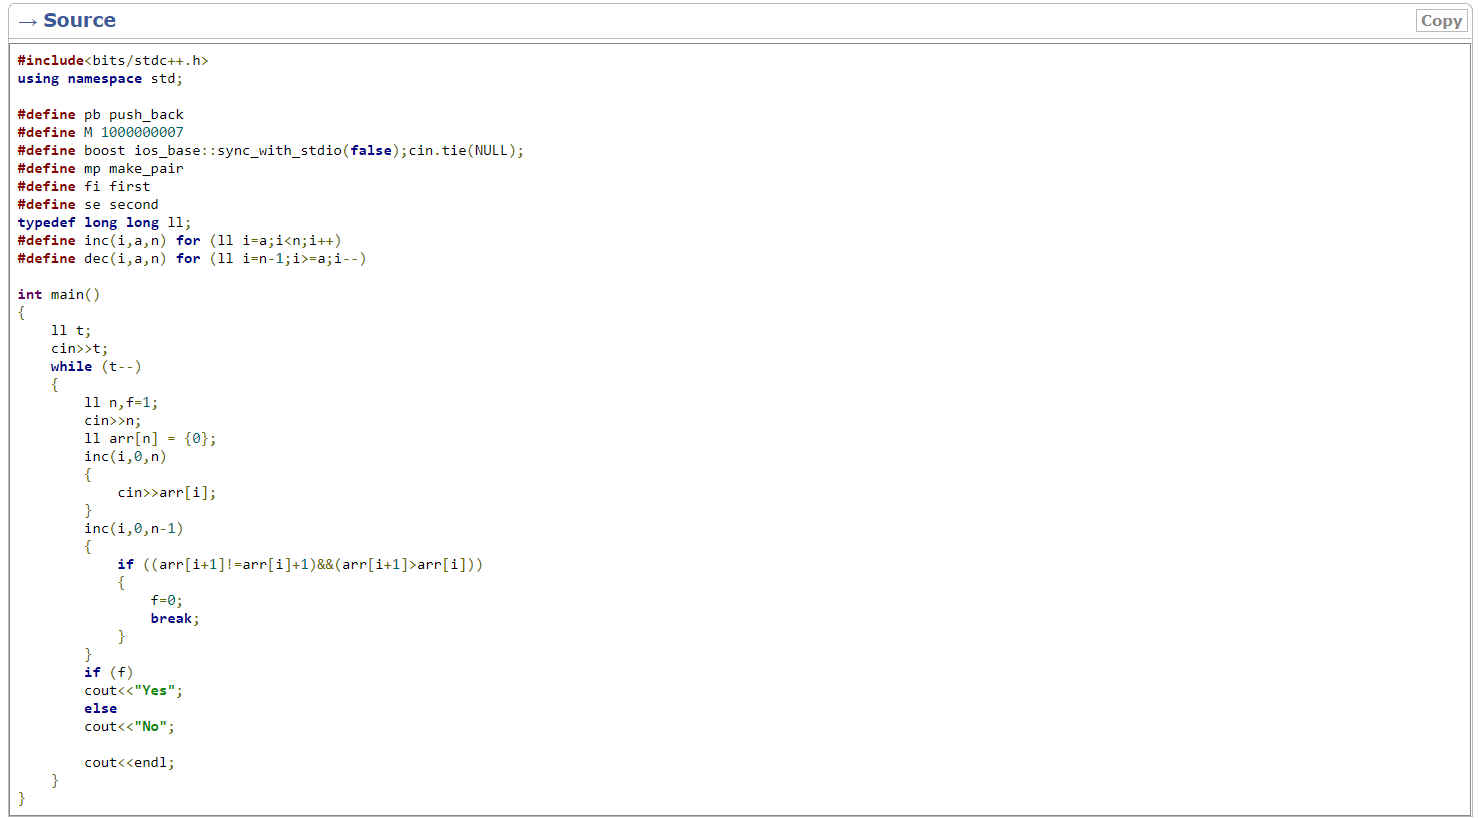 → Source
Copy
#include<bits/stdc++.h>
using namespace std;
#define pb push_back
#define M 1000000007
#define boost ios_base::sync_with_stdio(false);cin.tie(NULL);
#define mp make_pair
#define fi first
#define se second
typedef long long ll;
#define inc(i,a,n) for (ll i=a;i<n;i++)
#define dec(i,a,n) for (ll i=n-1;i>=a;i--)
int main()
{
    ll t;
    cin>>t;
    while (t--)
    {
        ll n,f=1;
        cin>>n;
        ll arr[n] = {0};
        inc(i,0,n)
        {
            cin>>arr[i];
        }
        inc(i,0,n-1)
        {
            if ((arr[i+1]!=arr[i]+1)&&(arr[i+1]>arr[i]))
            {
                f=0;
                break;
            }
        }
        if (f)
        cout<<"Yes";
        else
        cout<<"No";
        cout<<endl;
    }
}